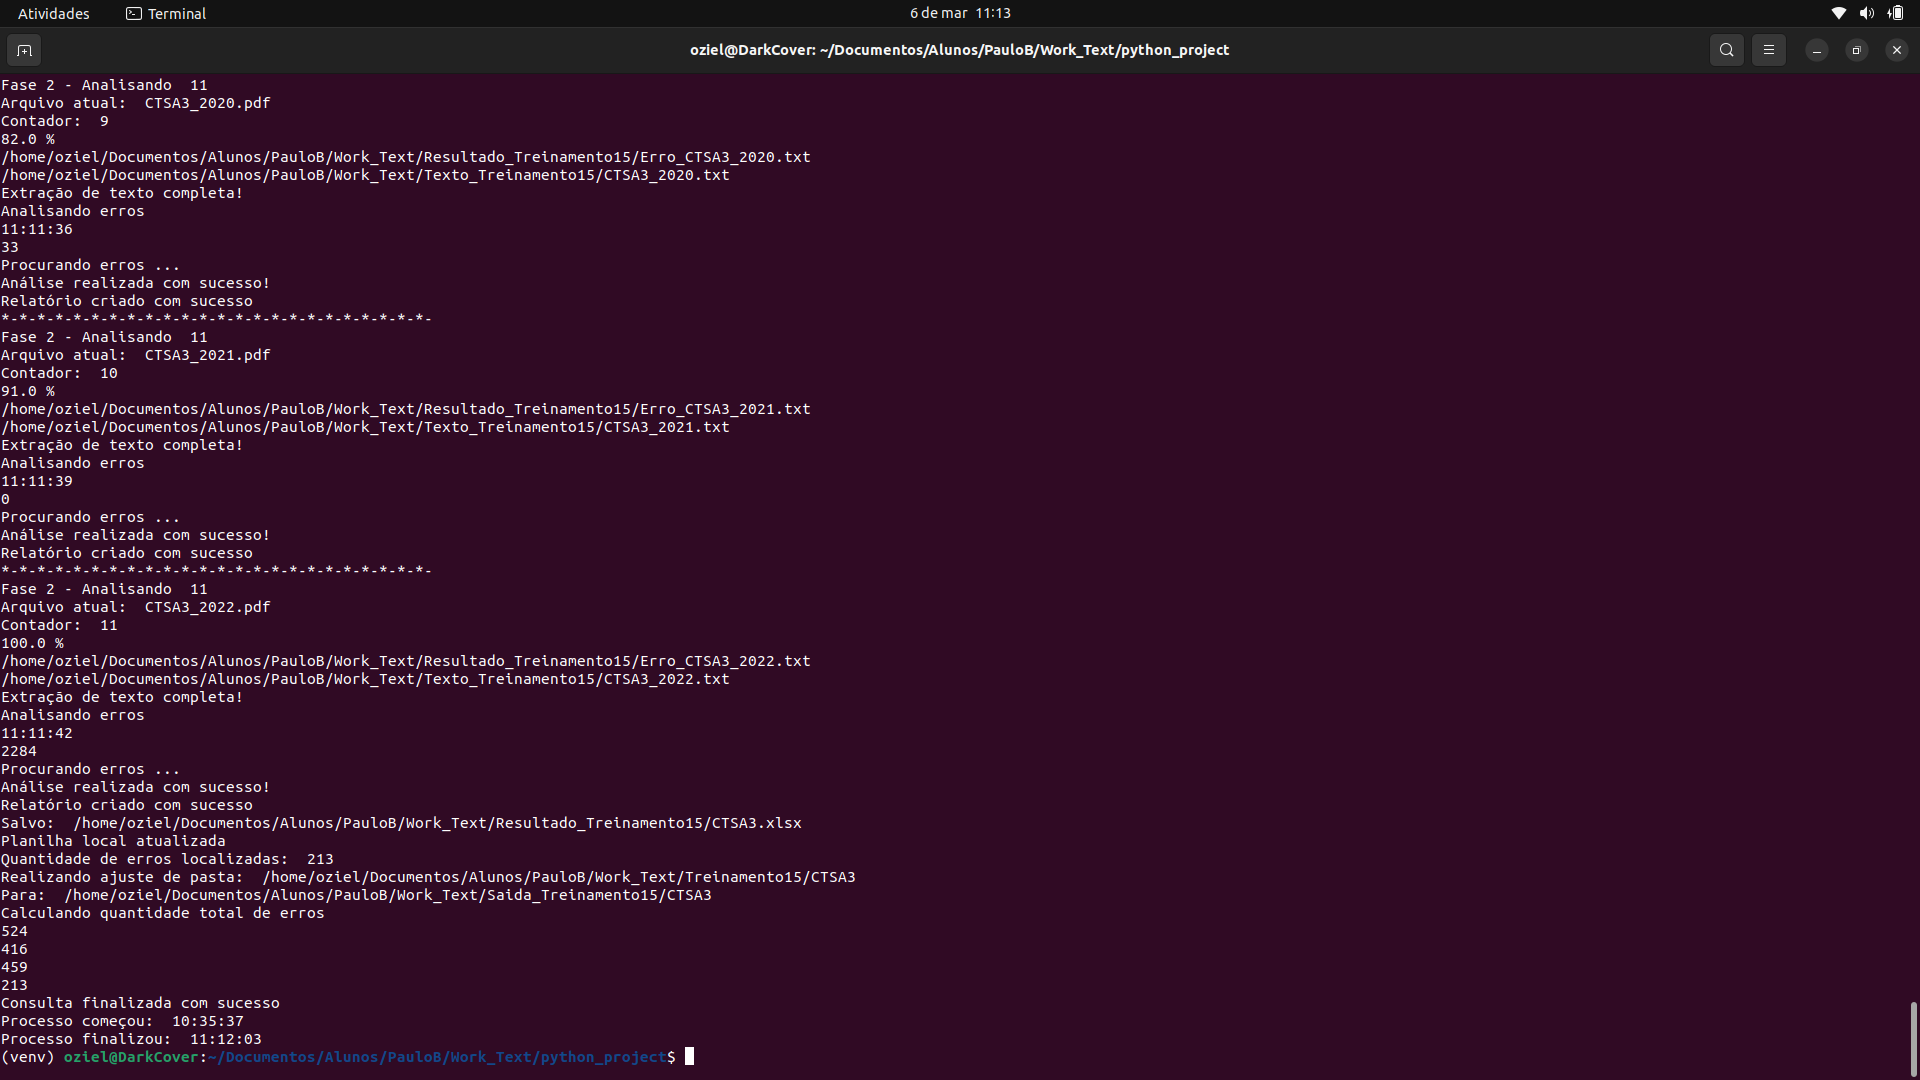 Atividades Terminal 6 de mar 11:13
oziel@DarkCover: ~/Documentos/Alunos/PauloB/Work_Text/python_project
Fase 2 - Analisando  11
Arquivo atual:  CTSA3_2020.pdf
Contador:  9
82.0 %
/home/oziel/Documentos/Alunos/PauloB/Work_Text/Resultado_Treinamento15/Erro_CTSA3_2020.txt
/home/oziel/Documentos/Alunos/PauloB/Work_Text/Texto_Treinamento15/CTSA3_2020.txt
Extração de texto completa!
Analisando erros
11:11:36
33
Procurando erros ...
Análise realizada com sucesso!
Relatório criado com sucesso
*-*-*-*-*-*-*-*-*-*-*-*-*-*-*-*-*-*-*-*-*-*-*-*-
Fase 2 - Analisando  11
Arquivo atual:  CTSA3_2021.pdf
Contador:  10
91.0 %
/home/oziel/Documentos/Alunos/PauloB/Work_Text/Resultado_Treinamento15/Erro_CTSA3_2021.txt
/home/oziel/Documentos/Alunos/PauloB/Work_Text/Texto_Treinamento15/CTSA3_2021.txt
Extração de texto completa!
Analisando erros
11:11:39
0
Procurando erros ...
Análise realizada com sucesso!
Relatório criado com sucesso
*-*-*-*-*-*-*-*-*-*-*-*-*-*-*-*-*-*-*-*-*-*-*-*-
Fase 2 - Analisando  11
Arquivo atual:  CTSA3_2022.pdf
Contador:  11
100.0 %
/home/oziel/Documentos/Alunos/PauloB/Work_Text/Resultado_Treinamento15/Erro_CTSA3_2022.txt
/home/oziel/Documentos/Alunos/PauloB/Work_Text/Texto_Treinamento15/CTSA3_2022.txt
Extração de texto completa!
Analisando erros
11:11:42
2284
Procurando erros ...
Análise realizada com sucesso!
Relatório criado com sucesso
Salvo:  /home/oziel/Documentos/Alunos/PauloB/Work_Text/Resultado_Treinamento15/CTSA3.xlsx
Planilha local atualizada
Quantidade de erros localizadas:  213
Realizando ajuste de pasta:  /home/oziel/Documentos/Alunos/PauloB/Work_Text/Treinamento15/CTSA3
Para:  /home/oziel/Documentos/Alunos/PauloB/Work_Text/Saida_Treinamento15/CTSA3
Calculando quantidade total de erros
524
416
459
213
Consulta finalizada com sucesso
Processo começou:  10:35:37
Processo finalizou:  11:12:03
(venv) oziel@DarkCover:~/Documentos/Alunos/PauloB/Work_Text/python_project$